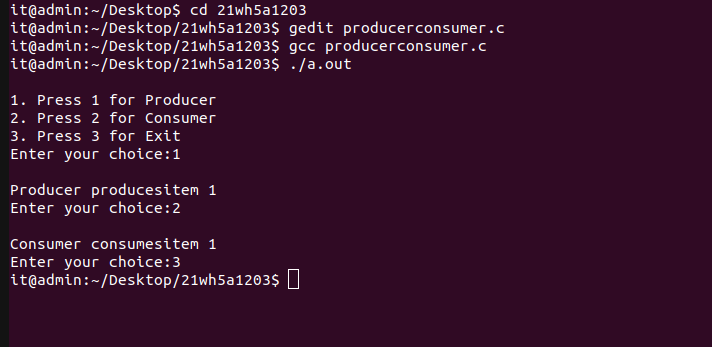 it@admin:~/Desktop$ cd 21wh5a1203
it@admin:~/Desktop/21wh5a1203$ gedit producerconsumer.c
it@admin:~/Desktop/21wh5a1203$ gcc producerconsumer.c
it@admin:~/Desktop/21wh5a1203$ ./a.out
1. Press 1 for Producer
2. Press 2 for Consumer
3. Press 3 for Exit
Enter your choice:1
Producer producesitem 1
Enter your choice:2
Consumer consumesitem 1
Enter your choice:3
it@admin:~/Desktop/21wh5a1203$